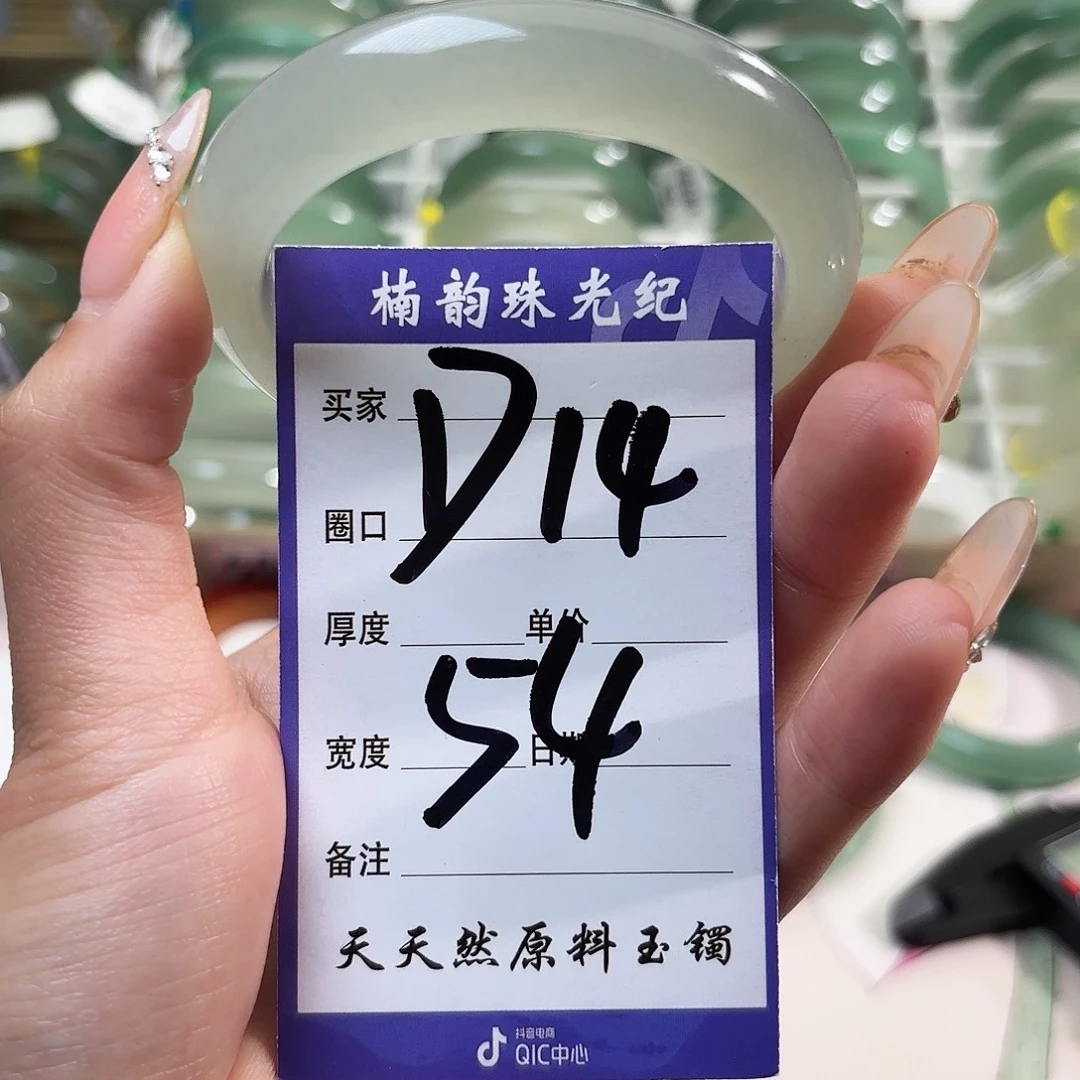 楠韵珠光纪
买家
D14
圈口
厚度 单价
54
宽度 日期
备注
天天然原料玉镯
抖音电商
QIC中心